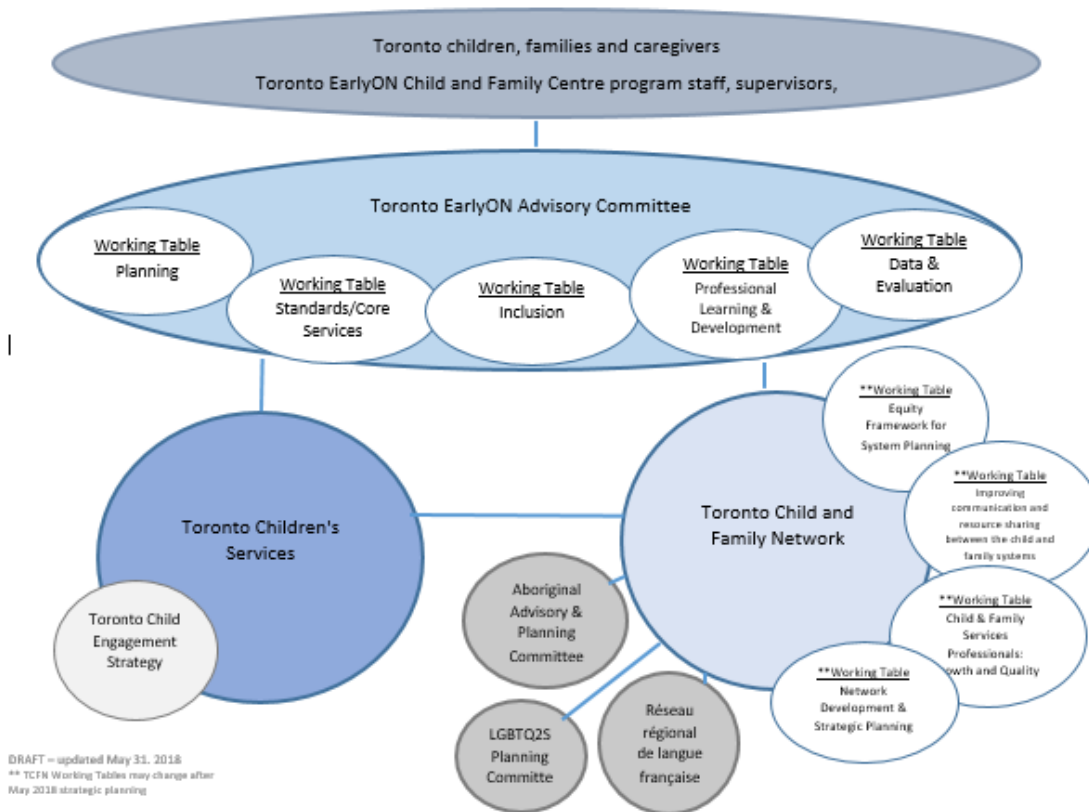 Toronto children, families and caregivers
Toronto EarlyON Child and Family Centre program staff, supervisors,
Toronto EarlyON Advisory Committee
Working Table
Planning
Working Table
Standards/Core
Services
Working Table
Inclusion
Working Table
Professional
Learning &
Development
Working Table
Data &
Evaluation
**Working Table
Equity
Framework for
System Planning
**Working Table
Improving
communication and
resource sharing
between the child and
family systems
**Working Table
Child & Family
Services
Professionals:
owth and Quality
**Working Table
Network
Development &
Strategic Planning
Toronto Children's
Services
Toronto Child and
Family Network
Toronto Child
Engagement
Strategy
Aboriginal
Advisory &
Planning
Committee
LGBTQ2S
Planning
Committe
Réseau
régional
de langue
française
DRAFT – updated May 31. 2018
** TCFN Working Tables may change after
May 2018 strategic planning